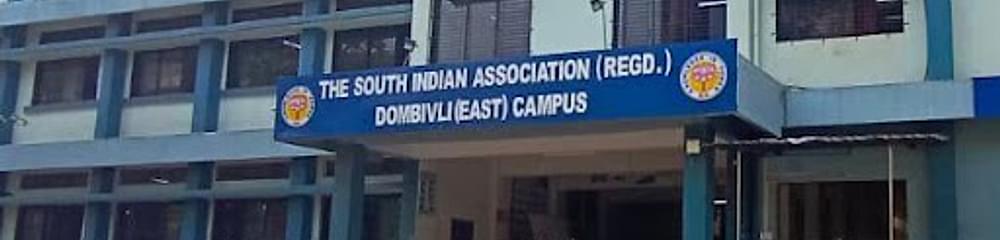 THE SOUTH INDIAN ASSOCIATION (REGD.)
DOMBIVLI (EAST) CAMPUS